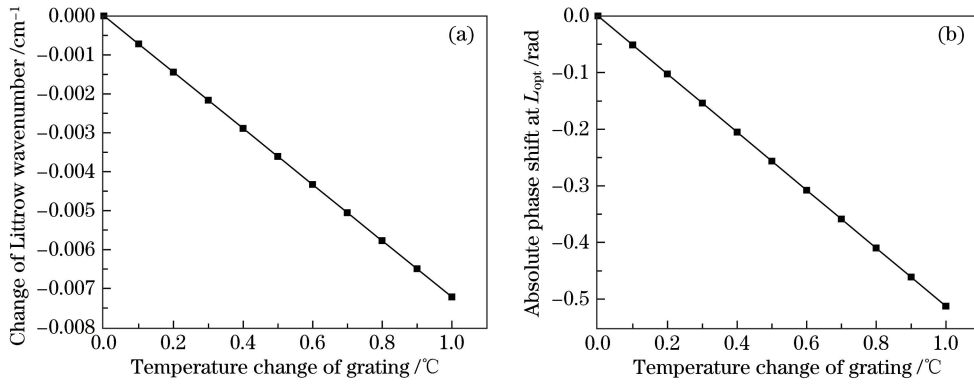 (a)
Change of Littrow wavenumber /cm⁻¹
0.000
−0.001
−0.002
−0.003
−0.004
−0.005
−0.006
−0.007
−0.008
0.0 0.2 0.4 0.6 0.8 1.0
Temperature change of grating /℃
(b)
Absolute phase shift at Lopt /rad
0.0
−0.1
−0.2
−0.3
−0.4
−0.5
0.0 0.2 0.4 0.6 0.8 1.0
Temperature change of grating /℃